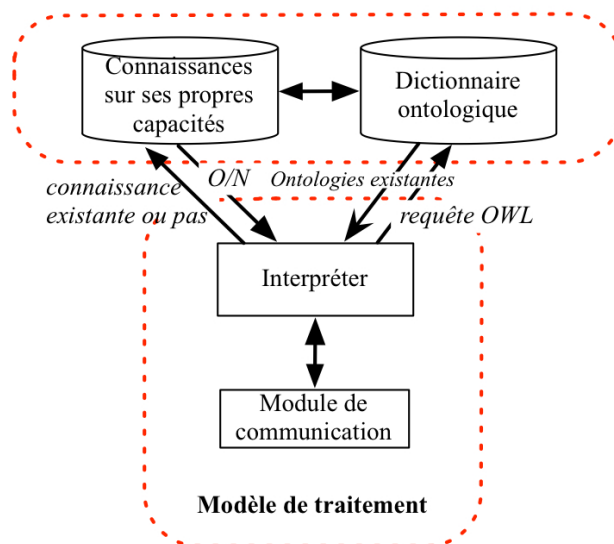 Connaissances
sur ses propres
capacités
Dictionnaire
ontologique
connaissance
existante ou pas
O/N
Ontologies existantes
requête OWL
Interpréter
Module de
communication
Modèle de traitement